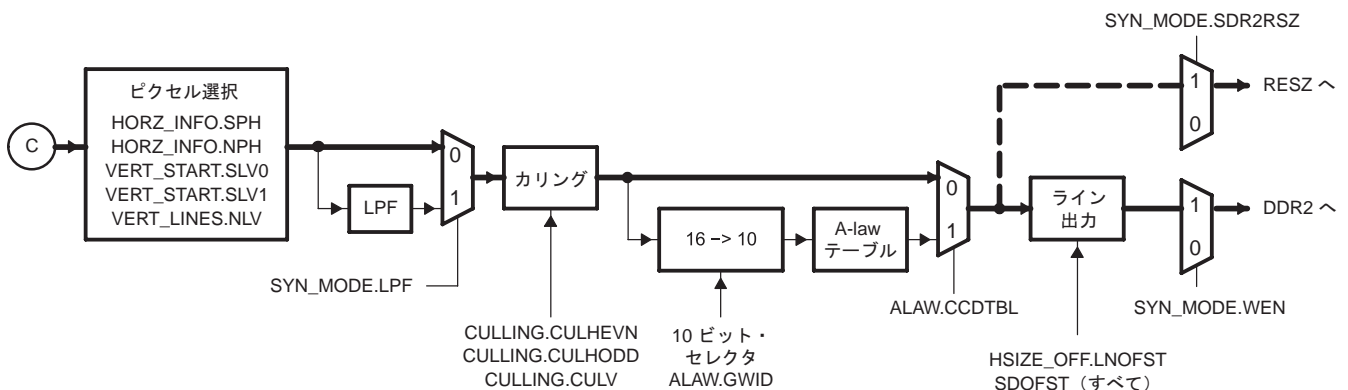 SYN_MODE.SDR2RSZ
C
ピクセル選択
HORZ_INFO.SPH
HORZ_INFO.NPH
VERT_START.SLV0
VERT_START.SLV1
VERT_LINES.NLV
LPF
0
1
SYN_MODE.LPF
カリング
CULLING.CULHEVN
CULLING.CULHODD
CULLING.CULV
16 −> 10
10 ビット・
セレクタ
ALAW.GWID
A-law
テーブル
0
1
ALAW.CCDTBL
ライン
出力
HSIZE_OFF.LNOFST
SDOFST（すべて）
1
0
RESZ へ
1
0
DDR2 へ
SYN_MODE.WEN